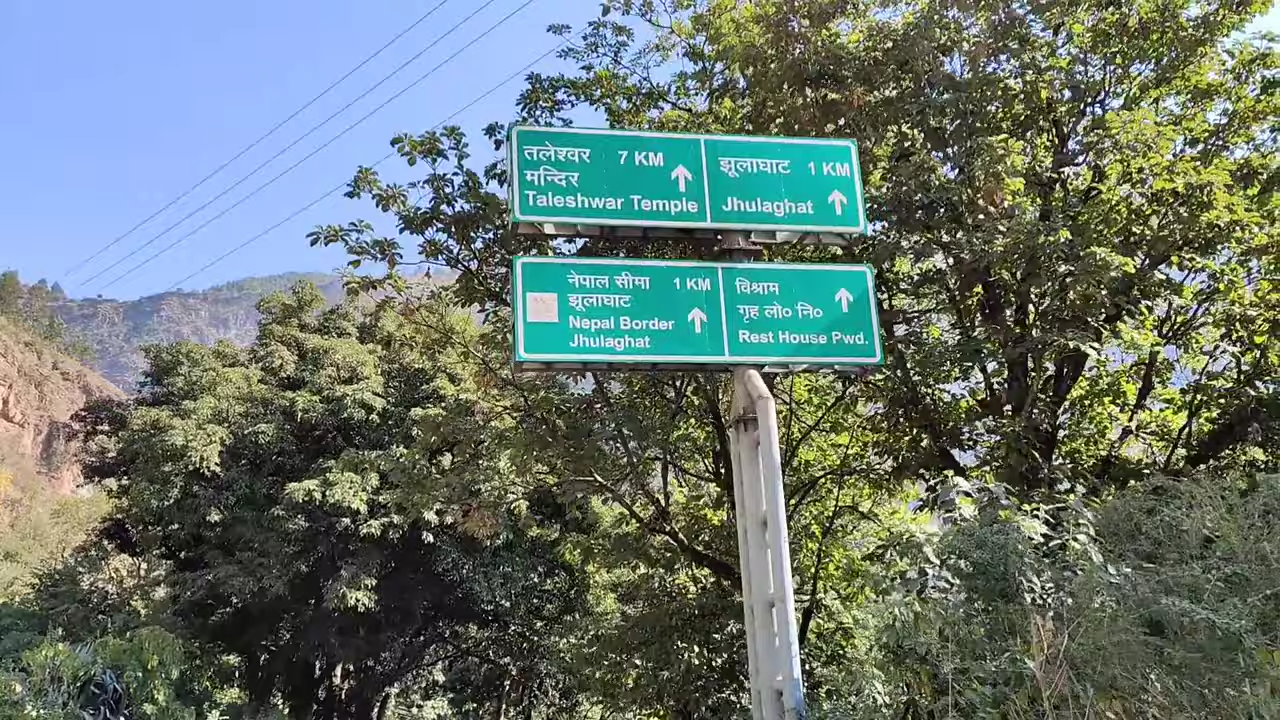 तलेश्वर 7 KM
मन्दिर
Taleshwar Temple
झूलाघाट 1 KM
Jhulaghat
नेपाल सीमा 1 KM
झूलाघाट
Nepal Border
Jhulaghat
विश्राम
गृह लो० नि०
Rest House Pwd.